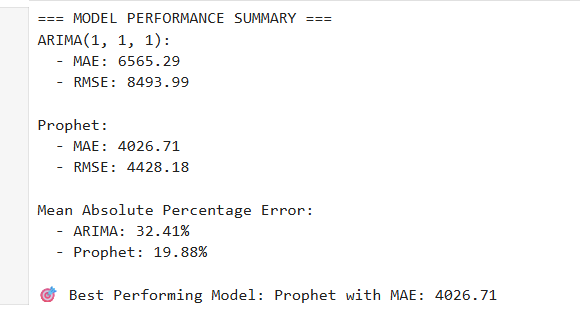 === MODEL PERFORMANCE SUMMARY ===
ARIMA(1, 1, 1):
  - MAE: 6565.29
  - RMSE: 8493.99
Prophet:
  - MAE: 4026.71
  - RMSE: 4428.18
Mean Absolute Percentage Error:
  - ARIMA: 32.41%
  - Prophet: 19.88%
🎯 Best Performing Model: Prophet with MAE: 4026.71